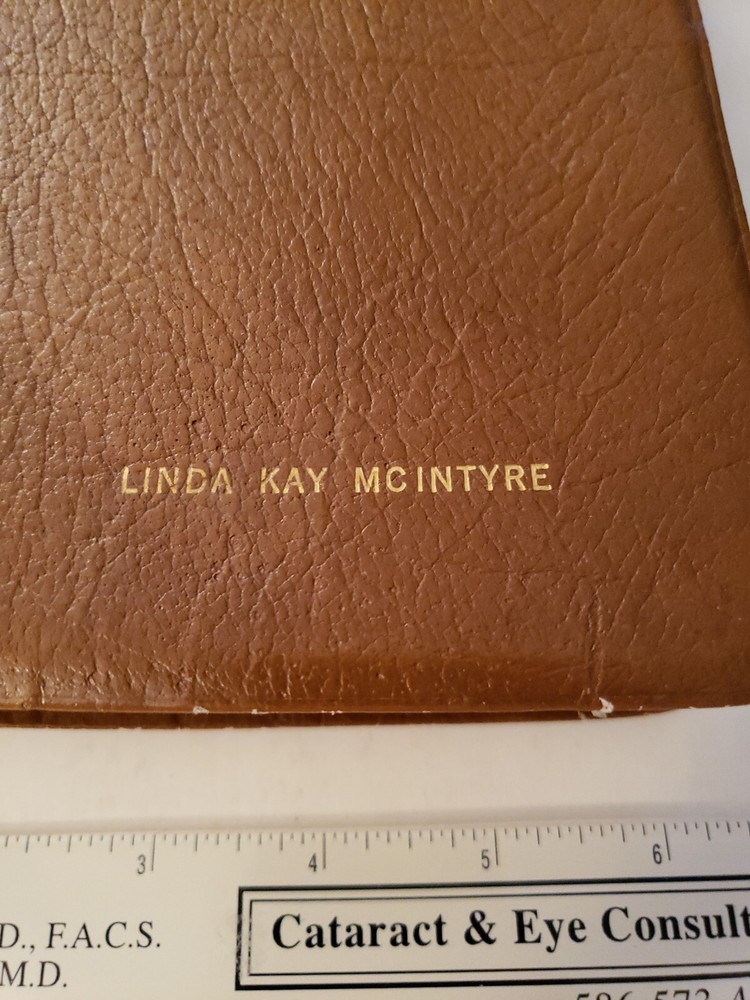 LINDA KAY MCINTYRE
3 4 5 6
D., F.A.C.S.
Cataract & Eye Consult
M.D.